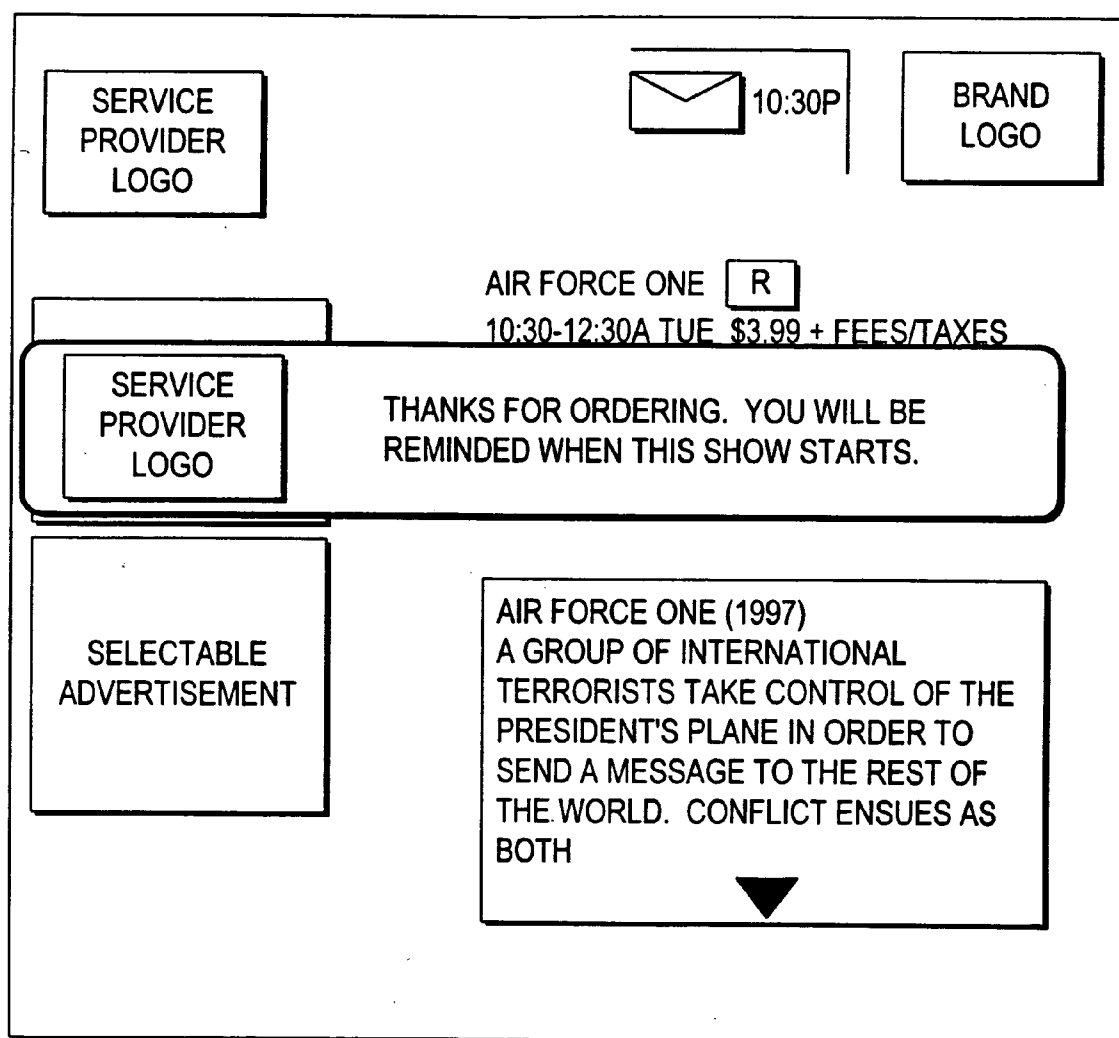 SERVICE
PROVIDER
LOGO
10:30P
BRAND
LOGO
AIR FORCE ONE R
10:30-12:30A TUE $3.99 + FEES/TAXES
SERVICE
PROVIDER
LOGO
THANKS FOR ORDERING. YOU WILL BE
REMINDED WHEN THIS SHOW STARTS.
SELECTABLE
ADVERTISEMENT
AIR FORCE ONE (1997)
A GROUP OF INTERNATIONAL
TERRORISTS TAKE CONTROL OF THE
PRESIDENT'S PLANE IN ORDER TO
SEND A MESSAGE TO THE REST OF
THE WORLD. CONFLICT ENSUES AS
BOTH